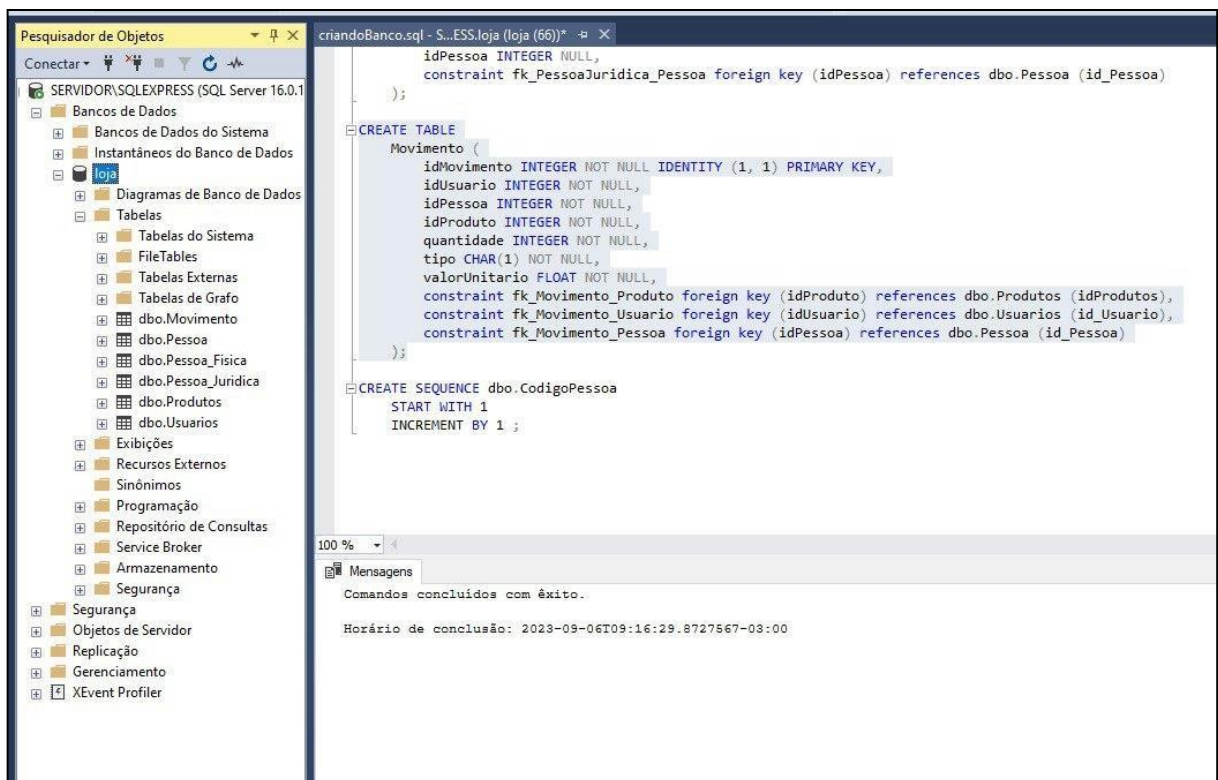 Pesquisador de Objetos
Conectar
SERVIDOR\SQLEXPRESS (SQL Server 16.0.1
Bancos de Dados
Bancos de Dados do Sistema
Instantâneos do Banco de Dados
loja
Diagramas de Banco de Dados
Tabelas
Tabelas do Sistema
FileTables
Tabelas Externas
Tabelas de Grafo
dbo.Movimento
dbo.Pessoa
dbo.Pessoa_Fisica
dbo.Pessoa_Juridica
dbo.Produtos
dbo.Usuarios
Exibições
Recursos Externos
Sinônimos
Programação
Repositório de Consultas
Service Broker
Armazenamento
Segurança
Segurança
Objetos de Servidor
Replicação
Gerenciamento
XEvent Profiler
criandoBanco.sql - S...ESS.loja (loja (66))*
idPessoa INTEGER NULL,
constraint fk_PessoaJuridica_Pessoa foreign key (idPessoa) references dbo.Pessoa (id_Pessoa)
);
CREATE TABLE
Movimento (
idMovimento INTEGER NOT NULL IDENTITY (1, 1) PRIMARY KEY,
idUsuario INTEGER NOT NULL,
idPessoa INTEGER NOT NULL,
idProduto INTEGER NOT NULL,
quantidade INTEGER NOT NULL,
tipo CHAR(1) NOT NULL,
valorUnitario FLOAT NOT NULL,
constraint fk_Movimento_Produto foreign key (idProduto) references dbo.Produtos (idProdutos),
constraint fk_Movimento_Usuario foreign key (idUsuario) references dbo.Usuarios (id_Usuario),
constraint fk_Movimento_Pessoa foreign key (idPessoa) references dbo.Pessoa (id_Pessoa)
);
CREATE SEQUENCE dbo.CodigoPessoa
START WITH 1
INCREMENT BY 1 ;
100 %
Mensagens
Comandos concluídos com êxito.
Horário de conclusão: 2023-09-06T09:16:29.8727567-03:00